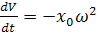 dV/dt = −x₀ω²